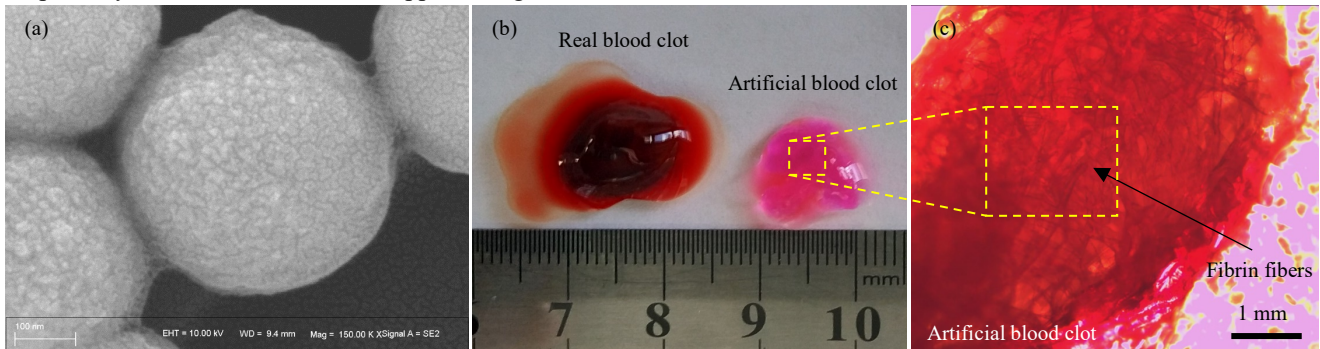 (a)
100 nm
EHT = 10.00 kV WD = 9.4 mm Mag = 150.00 K X Signal A = SE2
(b)
Real blood clot
Artificial blood clot
7 8 9 10
mm
(c)
Fibrin fibers
1 mm
Artificial blood clot